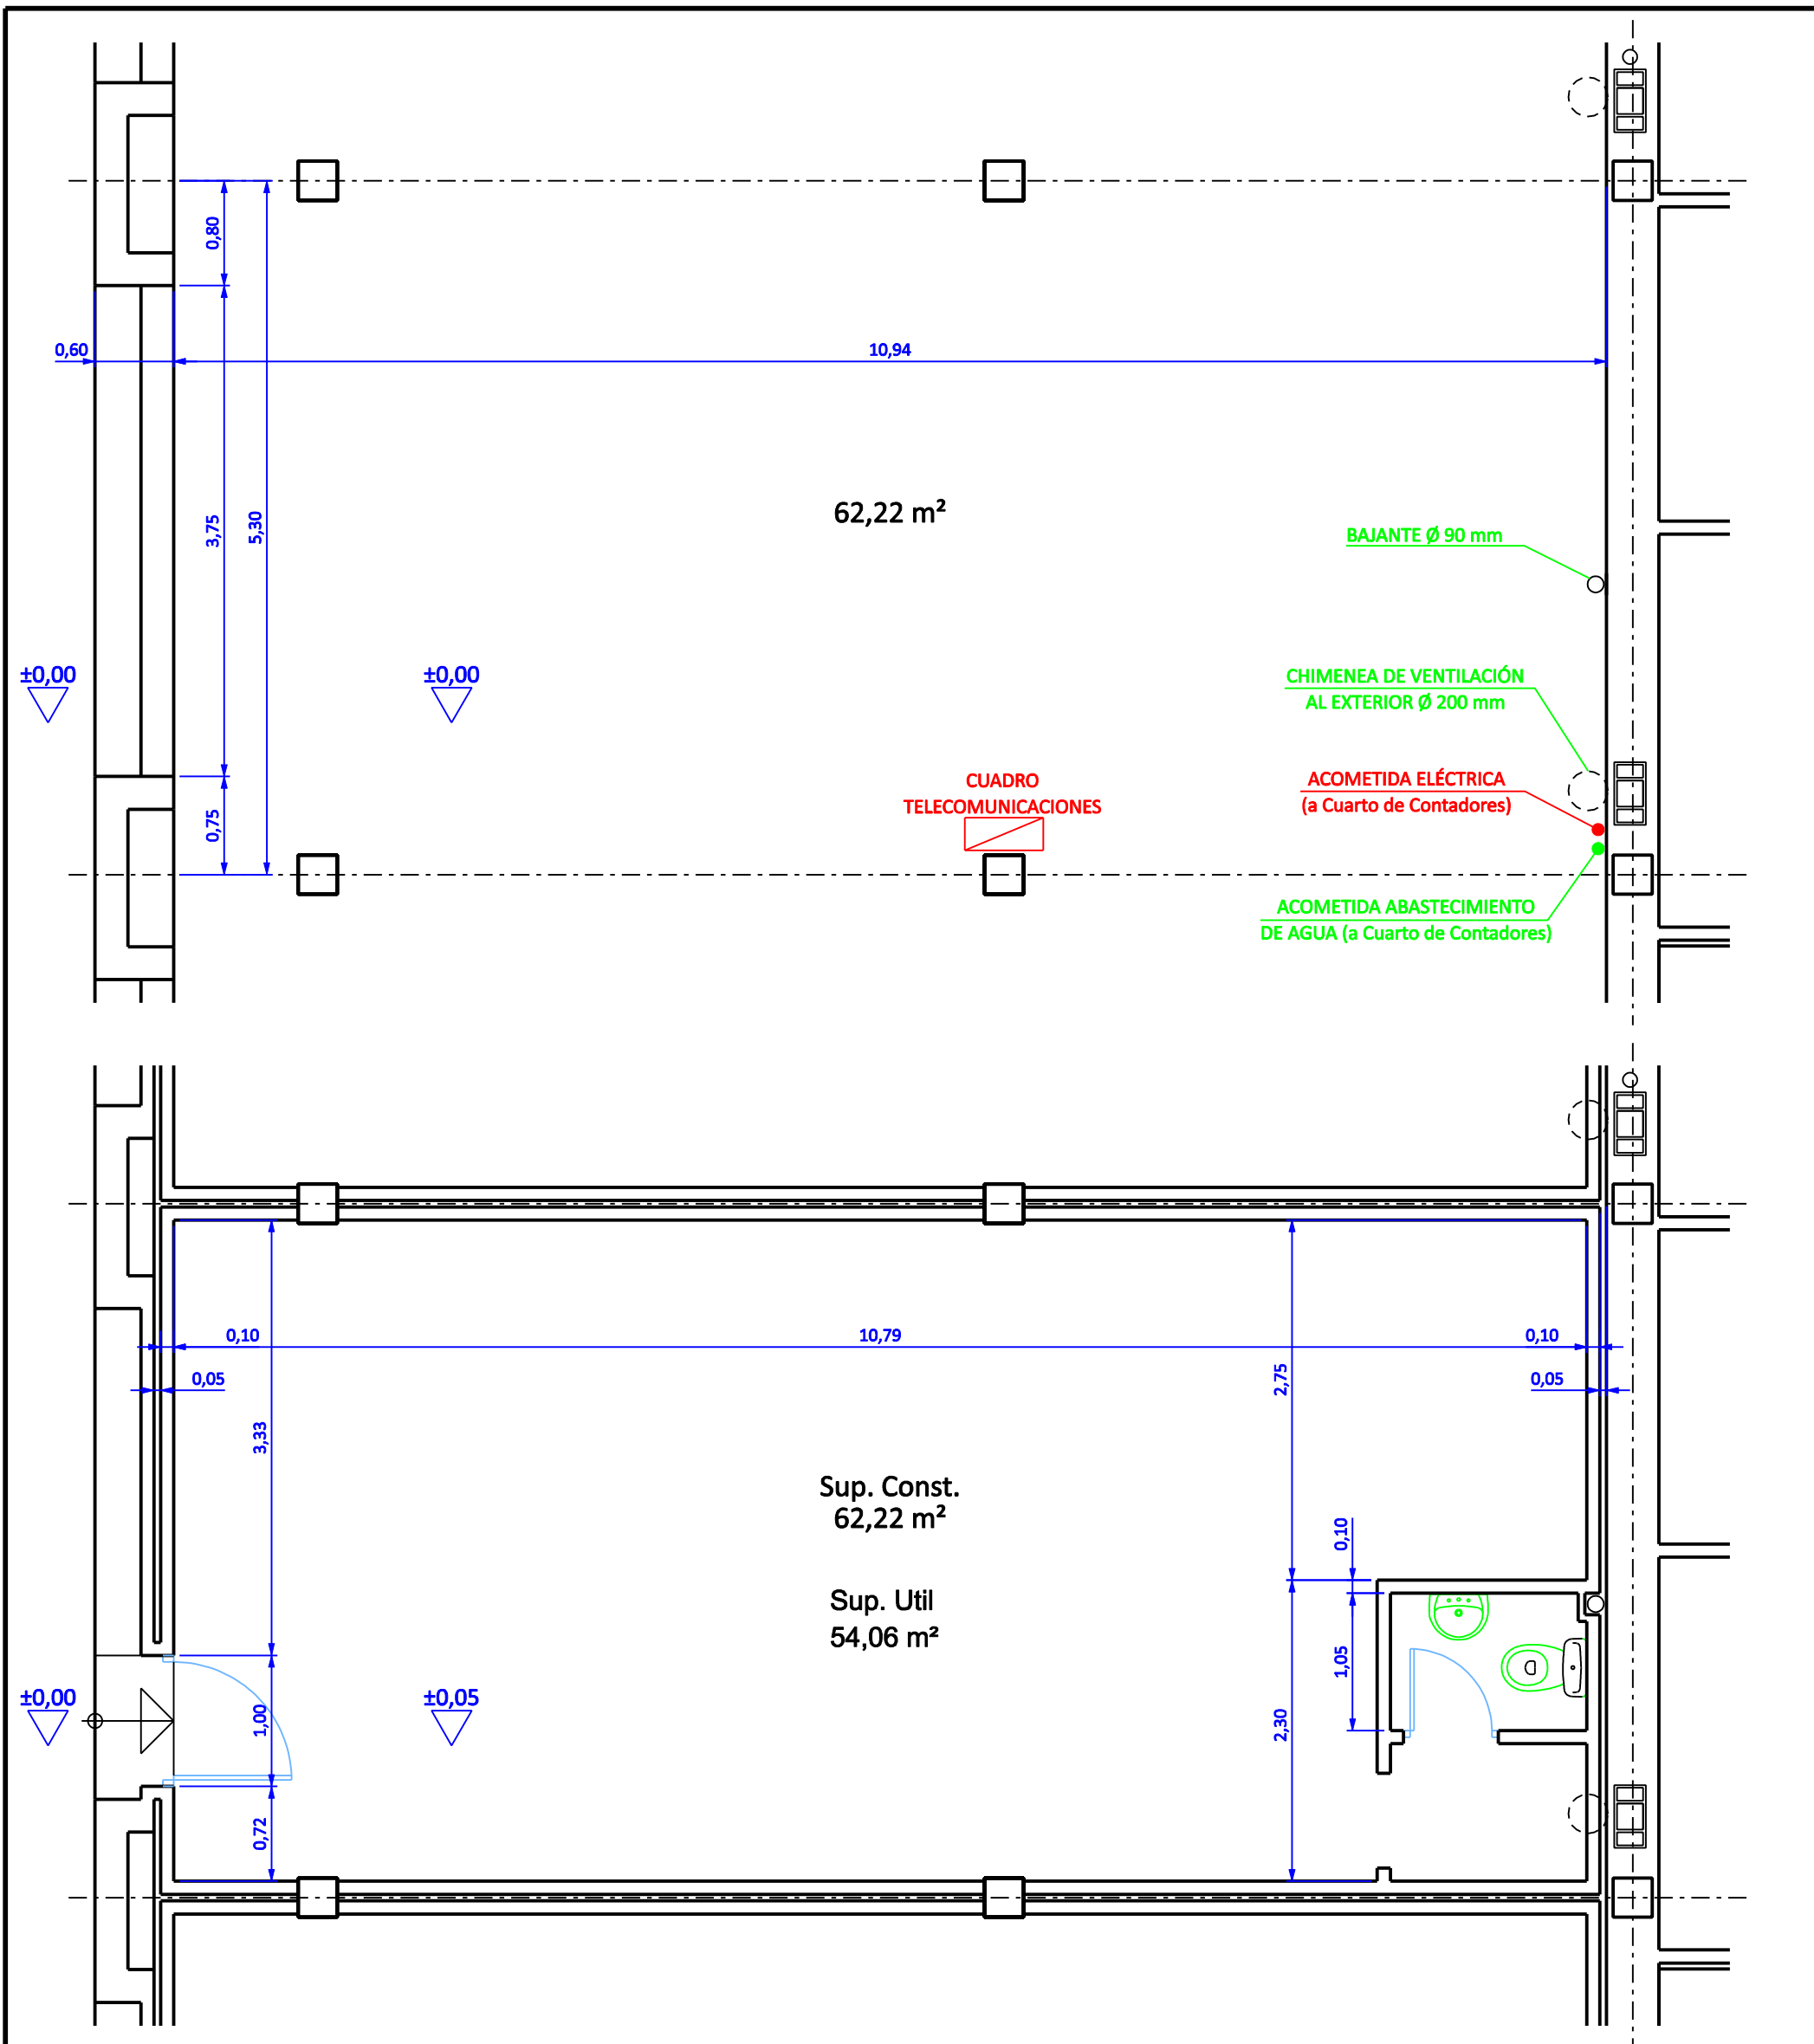 0,80
0,60
10,94
3,75
5,30
62,22 m²
BAJANTE Ø 90 mm
±0,00
±0,00
CHIMENEA DE VENTILACIÓN
AL EXTERIOR Ø 200 mm
CUADRO
TELECOMUNICACIONES
ACOMETIDA ELÉCTRICA
(a Cuarto de Contadores)
0,75
ACOMETIDA ABASTECIMIENTO
DE AGUA (a Cuarto de Contadores)
0,10
10,79
0,10
0,05
2,75
0,05
3,33
Sup. Const.
62,22 m²
0,10
Sup. Util
54,06 m²
1,05
±0,00
±0,05
1,00
2,30
0,72